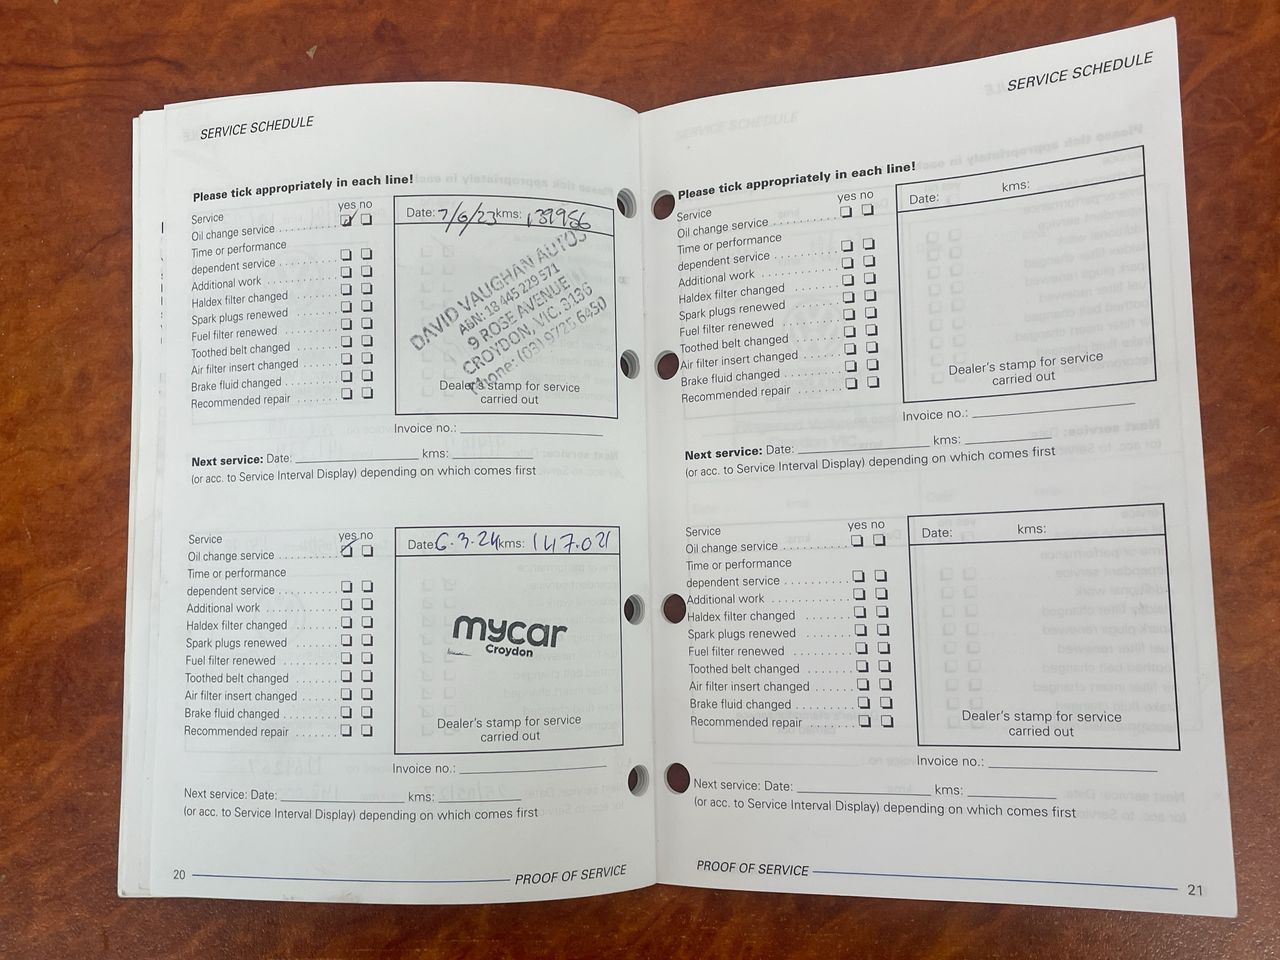 SERVICE SCHEDULE
Please tick appropriately in each line!
yes no
Service
Oil change service
Time or performance
dependent service
Additional work
Haldex filter changed
Spark plugs renewed
Fuel filter renewed
Toothed belt changed
Air filter insert changed
Brake fluid changed
Recommended repair
Date: 7/6/23 kms: 139986
DAVID VAUGHAN AUTOS
ABN: 18 445 229 571
9 ROSE AVENUE
CROYDON, VIC. 3136
Phone: (03) 9725 6450
Dealer's stamp for service
carried out
Invoice no.:
Next service: Date: kms:
(or acc. to Service Interval Display) depending on which comes first
yes no
Service
Oil change service
Time or performance
dependent service
Additional work
Haldex filter changed
Spark plugs renewed
Fuel filter renewed
Toothed belt changed
Air filter insert changed
Brake fluid changed
Recommended repair
Date: 6.3.24 kms: 147.021
mycar
Croydon
Dealer's stamp for service
carried out
Invoice no.:
Next service: Date: kms:
(or acc. to Service Interval Display) depending on which comes first
20 PROOF OF SERVICE
SERVICE SCHEDULE
Please tick appropriately in each line!
yes no
Service
Oil change service
Time or performance
dependent service
Additional work
Haldex filter changed
Spark plugs renewed
Fuel filter renewed
Toothed belt changed
Air filter insert changed
Brake fluid changed
Recommended repair
Date: kms:
Dealer's stamp for service
carried out
Invoice no.:
Next service: Date: kms:
(or acc. to Service Interval Display) depending on which comes first
yes no
Service
Oil change service
Time or performance
dependent service
Additional work
Haldex filter changed
Spark plugs renewed
Fuel filter renewed
Toothed belt changed
Air filter insert changed
Brake fluid changed
Recommended repair
Date: kms:
Dealer's stamp for service
carried out
Invoice no.:
Next service: Date: kms:
(or acc. to Service Interval Display) depending on which comes first
PROOF OF SERVICE 21